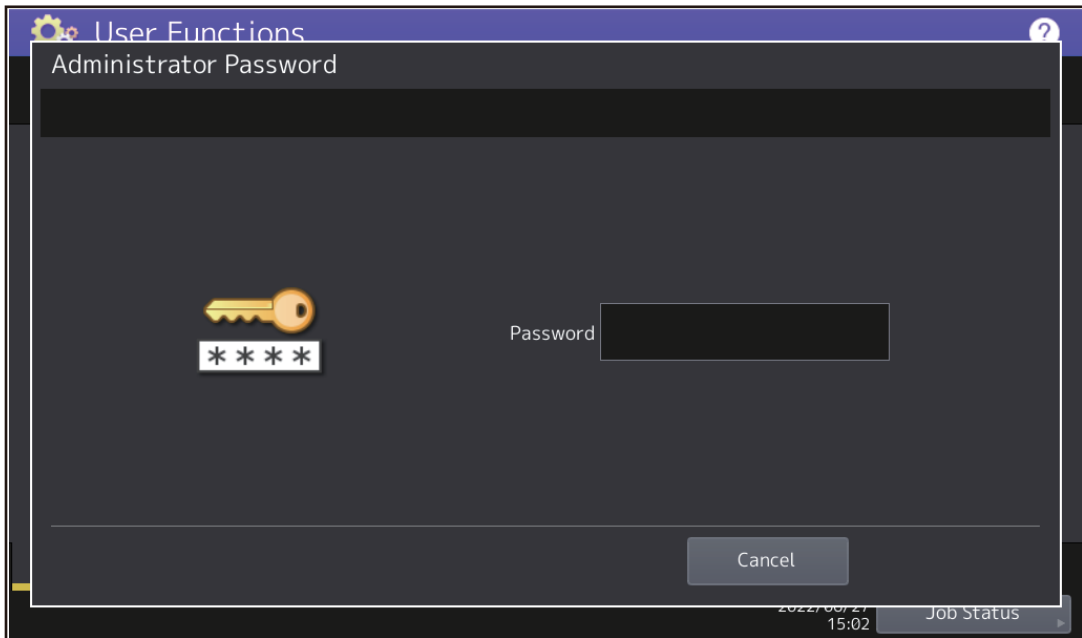 User Functions
?
Administrator Password
* * * *
Password
Cancel
15:02
Job Status